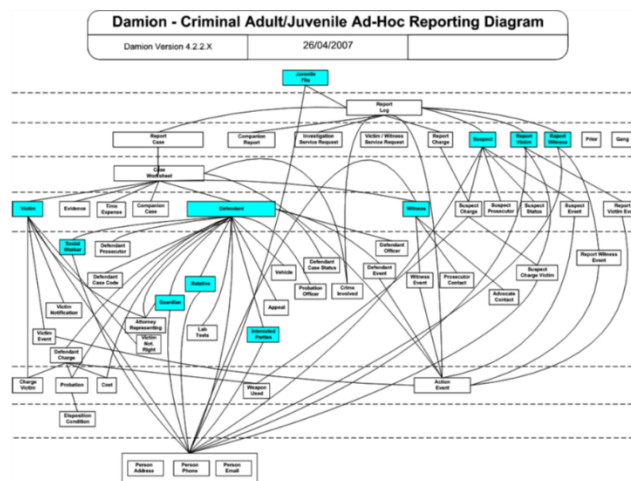 Damion - Criminal Adult/Juvenile Ad-Hoc Reporting Diagram
Damion Version 4.2.2.X
26/04/2007
Juvenile
File
Report
Log
Report
Case
Companion
Report
Investigation
Service Request
Victim / Witness
Service Request
Report
Charge
Suspect
Report
Victim
Report
Witness
Prior
Gang
Case
Worksheet
Victim
Evidence
Time
Expense
Companion
Case
Defendant
Witness
Suspect
Charge
Suspect
Prosecutor
Suspect
Status
Suspect
Event
Report
Victim Eve
Social
Worker
Defendant
Prosecutor
Defendant
Officer
Defendant
Case Code
Relative
Vehicle
Defendant
Case Status
Probation
Officer
Crime
Involved
Defendant
Event
Witness
Event
Prosecutor
Contact
Suspect
Charge Victim
Report Witness
Event
Advocate
Contact
Guardian
Victim
Notification
Appeal
Attorney
Representing
Victim
Event
Victim
Not.
Right
Lab
Tests
Interested
Parties
Defendant
Charge
Charge
Victim
Probation
Cost
Weapon
Used
Action
Event
Disposition
Condition
Person
Address
Person
Phone
Person
Email